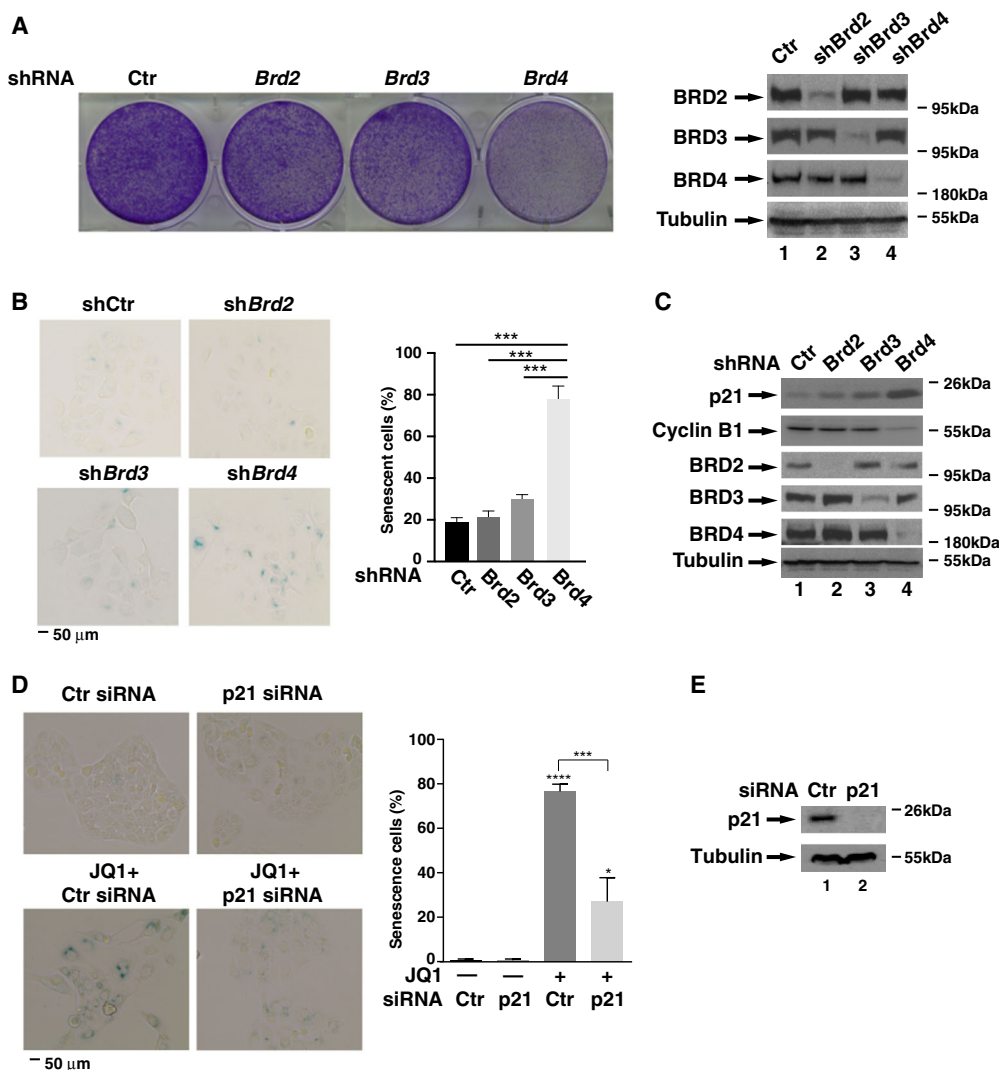 A
shRNA Ctr Brd2 Brd3 Brd4
Ctr shBrd2 shBrd3 shBrd4
BRD2 95kDa
BRD3 95kDa
BRD4 180kDa
Tubulin 55kDa
1 2 3 4
B
shCtr shBrd2
shBrd3 shBrd4
50 μm
*** 
***
***
Senescent cells (%)
100
80
60
40
20
0
shRNA Ctr Brd2 Brd3 Brd4
C
shRNA Ctr Brd2 Brd3 Brd4
p21 26kDa
Cyclin B1 55kDa
BRD2 95kDa
BRD3 95kDa
BRD4 180kDa
Tubulin 55kDa
1 2 3 4
D
Ctr siRNA p21 siRNA
JQ1+ JQ1+
Ctr siRNA p21 siRNA
50 μm
Senescence cells (%)
100
80
60
40
20
0
***
****
*
JQ1 — — + +
siRNA Ctr p21 Ctr p21
E
siRNA Ctr p21
p21 26kDa
Tubulin 55kDa
1 2